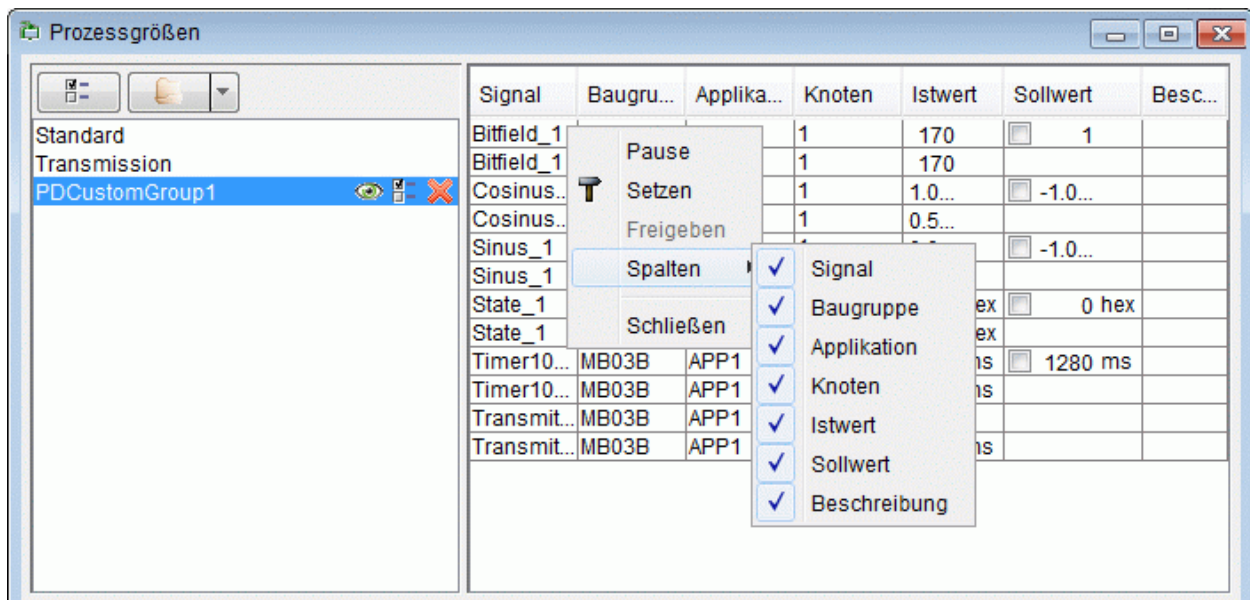 Prozessgrößen
Signal Baugru... Applika... Knoten Istwert Sollwert Besc...
Standard
Transmission
PDCustomGroup1
Bitfield_1 1 170 1
Bitfield_1 1 170
Cosinus... 1 1.0... -1.0...
Cosinus... 1 0.5...
Sinus_1 -1.0...
Sinus_1
State_1 ex 0 hex
State_1 ex
Timer10... MB03B APP1 ns 1280 ms
Timer10... MB03B APP1 ns
Transmit... MB03B APP1
Transmit... MB03B APP1 ns
Pause
Setzen
Freigeben
Spalten
Schließen
Signal
Baugruppe
Applikation
Knoten
Istwert
Sollwert
Beschreibung